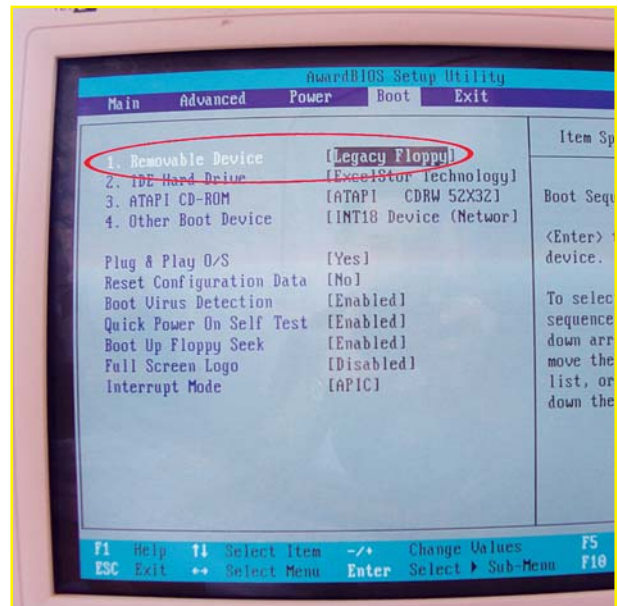 AwardBIOS Setup Utility
Main Advanced Power Boot Exit
Item Sp
1. Removable Device [Legacy Floppy]
2. IDE Hard Drive [ExcelStor Technology]
3. ATAPI CD-ROM [ATAPI CDRW 52X32]
4. Other Boot Device [INT18 Device (Networ]
Plug & Play O/S [Yes]
Reset Configuration Data [No]
Boot Virus Detection [Enabled]
Quick Power On Self Test [Enabled]
Boot Up Floppy Seek [Enabled]
Full Screen Logo [Disabled]
Interrupt Mode [APIC]
Boot Sequ
<Enter>
device.
To selec
sequence
down arr
move the
list, or
down the
F1 Help ↑↓ Select Item -/+ Change Values F5
ESC Exit ↔ Select Menu Enter Select ▶ Sub-Menu F10